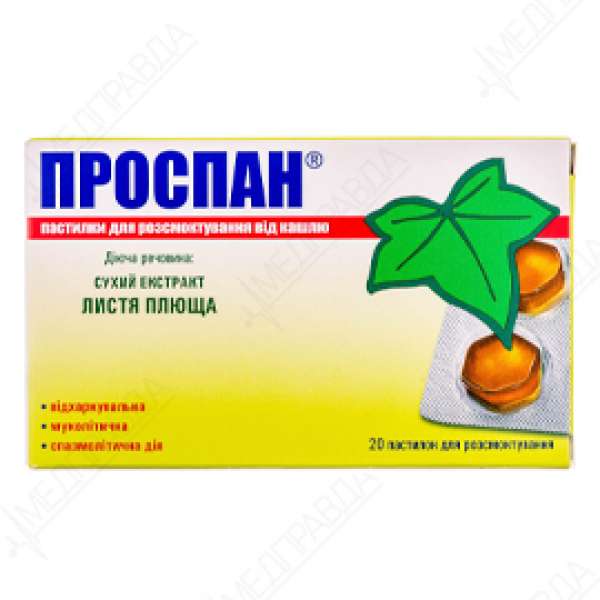 МЕДПРАВДА
ПРОСПАН®
пастилки для розсмоктування від кашлю
Діюча речовина:
СУХИЙ ЕКСТРАКТ
ЛИСТЯ ПЛЮЩА
• відхаркувальна
• муколітична
• спазмолітична дія
20 пастилок для розсмоктування